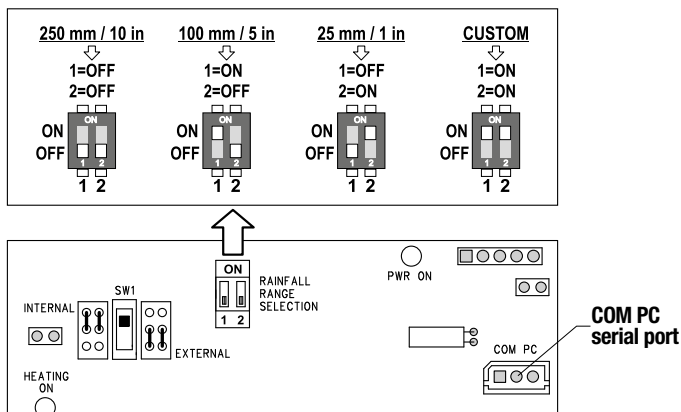 250 mm / 10 in 100 mm / 5 in 25 mm / 1 in CUSTOM
1=OFF 1=ON 1=OFF 1=ON
2=OFF 2=OFF 2=ON 2=ON
ON ON ON ON
ON ON ON ON
OFF OFF OFF OFF
1 2 1 2 1 2 1 2
1 2 1 2 1 2 1 2
ON
1 2
RAINFALL
RANGE
SELECTION
PWR ON
SW1
INTERNAL
EXTERNAL
HEATING
ON
COM PC
COM PC
serial port